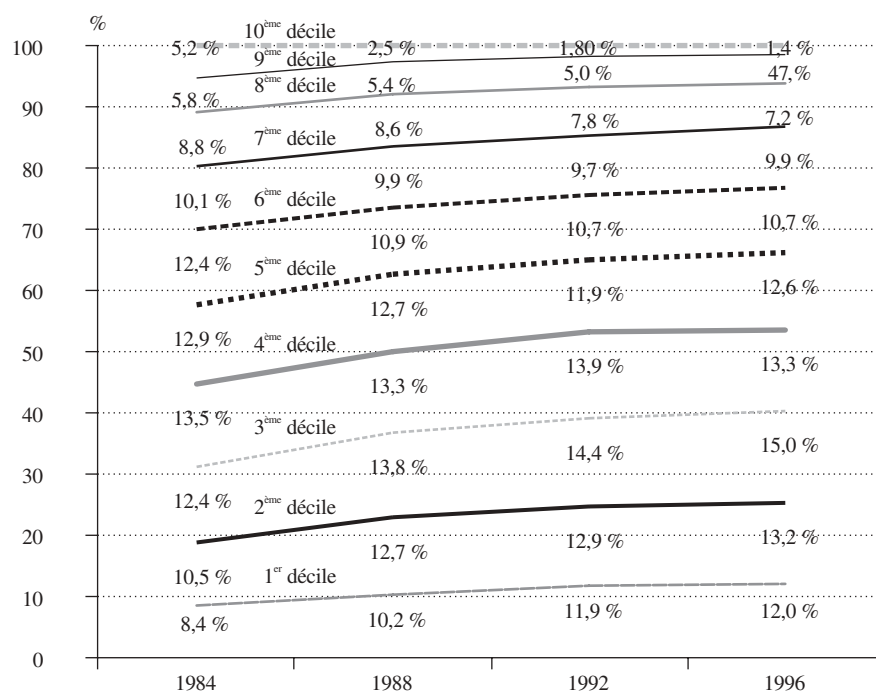 %
100
90
80
70
60
50
40
30
20
10
0
10ème décile
5,2 % 2,5 % 1,80 % 1,4 %
9ème décile
5,0 % 47,%
8ème décile 5,4 %
5,8 %
7,8 % 7,2 %
8,8 % 7ème décile 8,6 %
9,9 % 9,7 % 9,9 %
10,1 % 6ème décile
10,9 % 10,7 % 10,7 %
12,4 % 5ème décile
12,7 % 11,9 % 12,6 %
12,9 % 4ème décile
13,3 % 13,9 % 13,3 %
13,5 % 3ème décile
13,8 % 14,4 % 15,0 %
12,4 % 2ème décile
12,7 % 12,9 % 13,2 %
10,5 % 1er décile
8,4 % 10,2 % 11,9 % 12,0 %
1984 1988 1992 1996